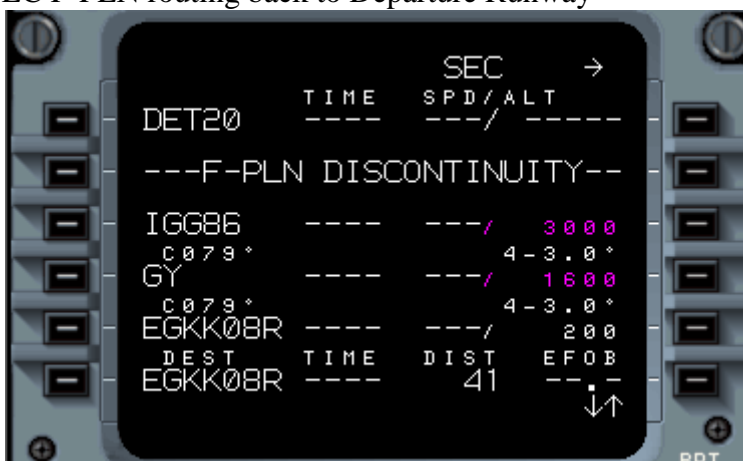 SEC →
TIME SPD/ALT
DET20 ---- ---/ -----
---F-PLN DISCONTINUITY--
IGG86 ---- ---/ 3000
C079° 4-3.0°
GY ---- ---/ 1600
C079° 4-3.0°
EGKK08R ---- ---/ 200
DEST TIME DIST EFOB
EGKK08R ---- 41 --.-
↓↑